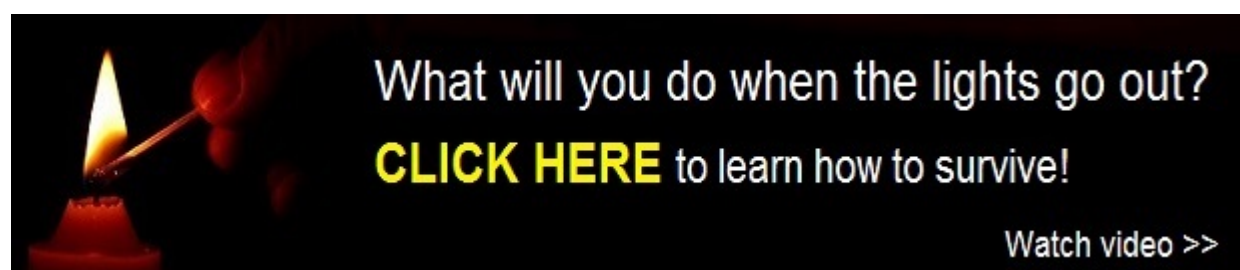 What will you do when the lights go out?
CLICK HERE to learn how to survive!
Watch video >>